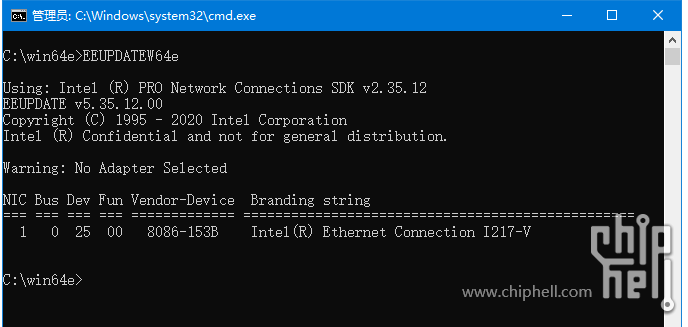 管理员: C:\Windows\system32\cmd.exe
C:\win64e>EEUPDATEW64e
Using: Intel (R) PRO Network Connections SDK v2.35.12
EEUPDATE v5.35.12.00
Copyright (C) 1995 - 2020 Intel Corporation
Intel (R) Confidential and not for general distribution.
Warning: No Adapter Selected
NIC Bus Dev Fun Vendor-Device  Branding string
=== === === === ============= =================================================
  1   0  25  00   8086-153B    Intel(R) Ethernet Connection I217-V
C:\win64e>
www.chiphell.com
chip
hell